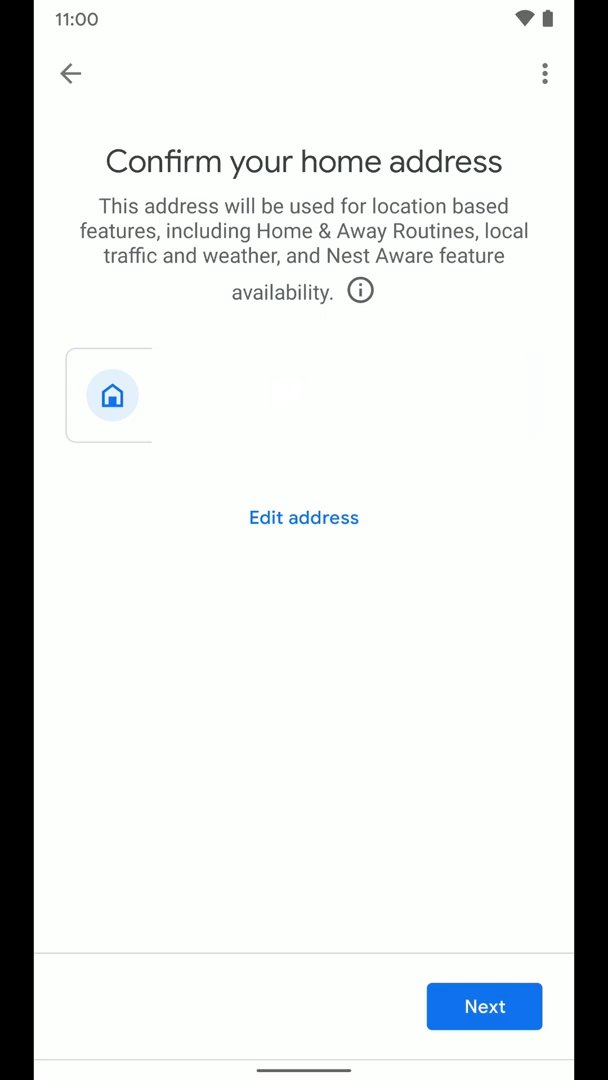 11:00
Confirm your home address
This address will be used for location based
features, including Home & Away Routines, local
traffic and weather, and Nest Aware feature
availability.
Edit address
Next